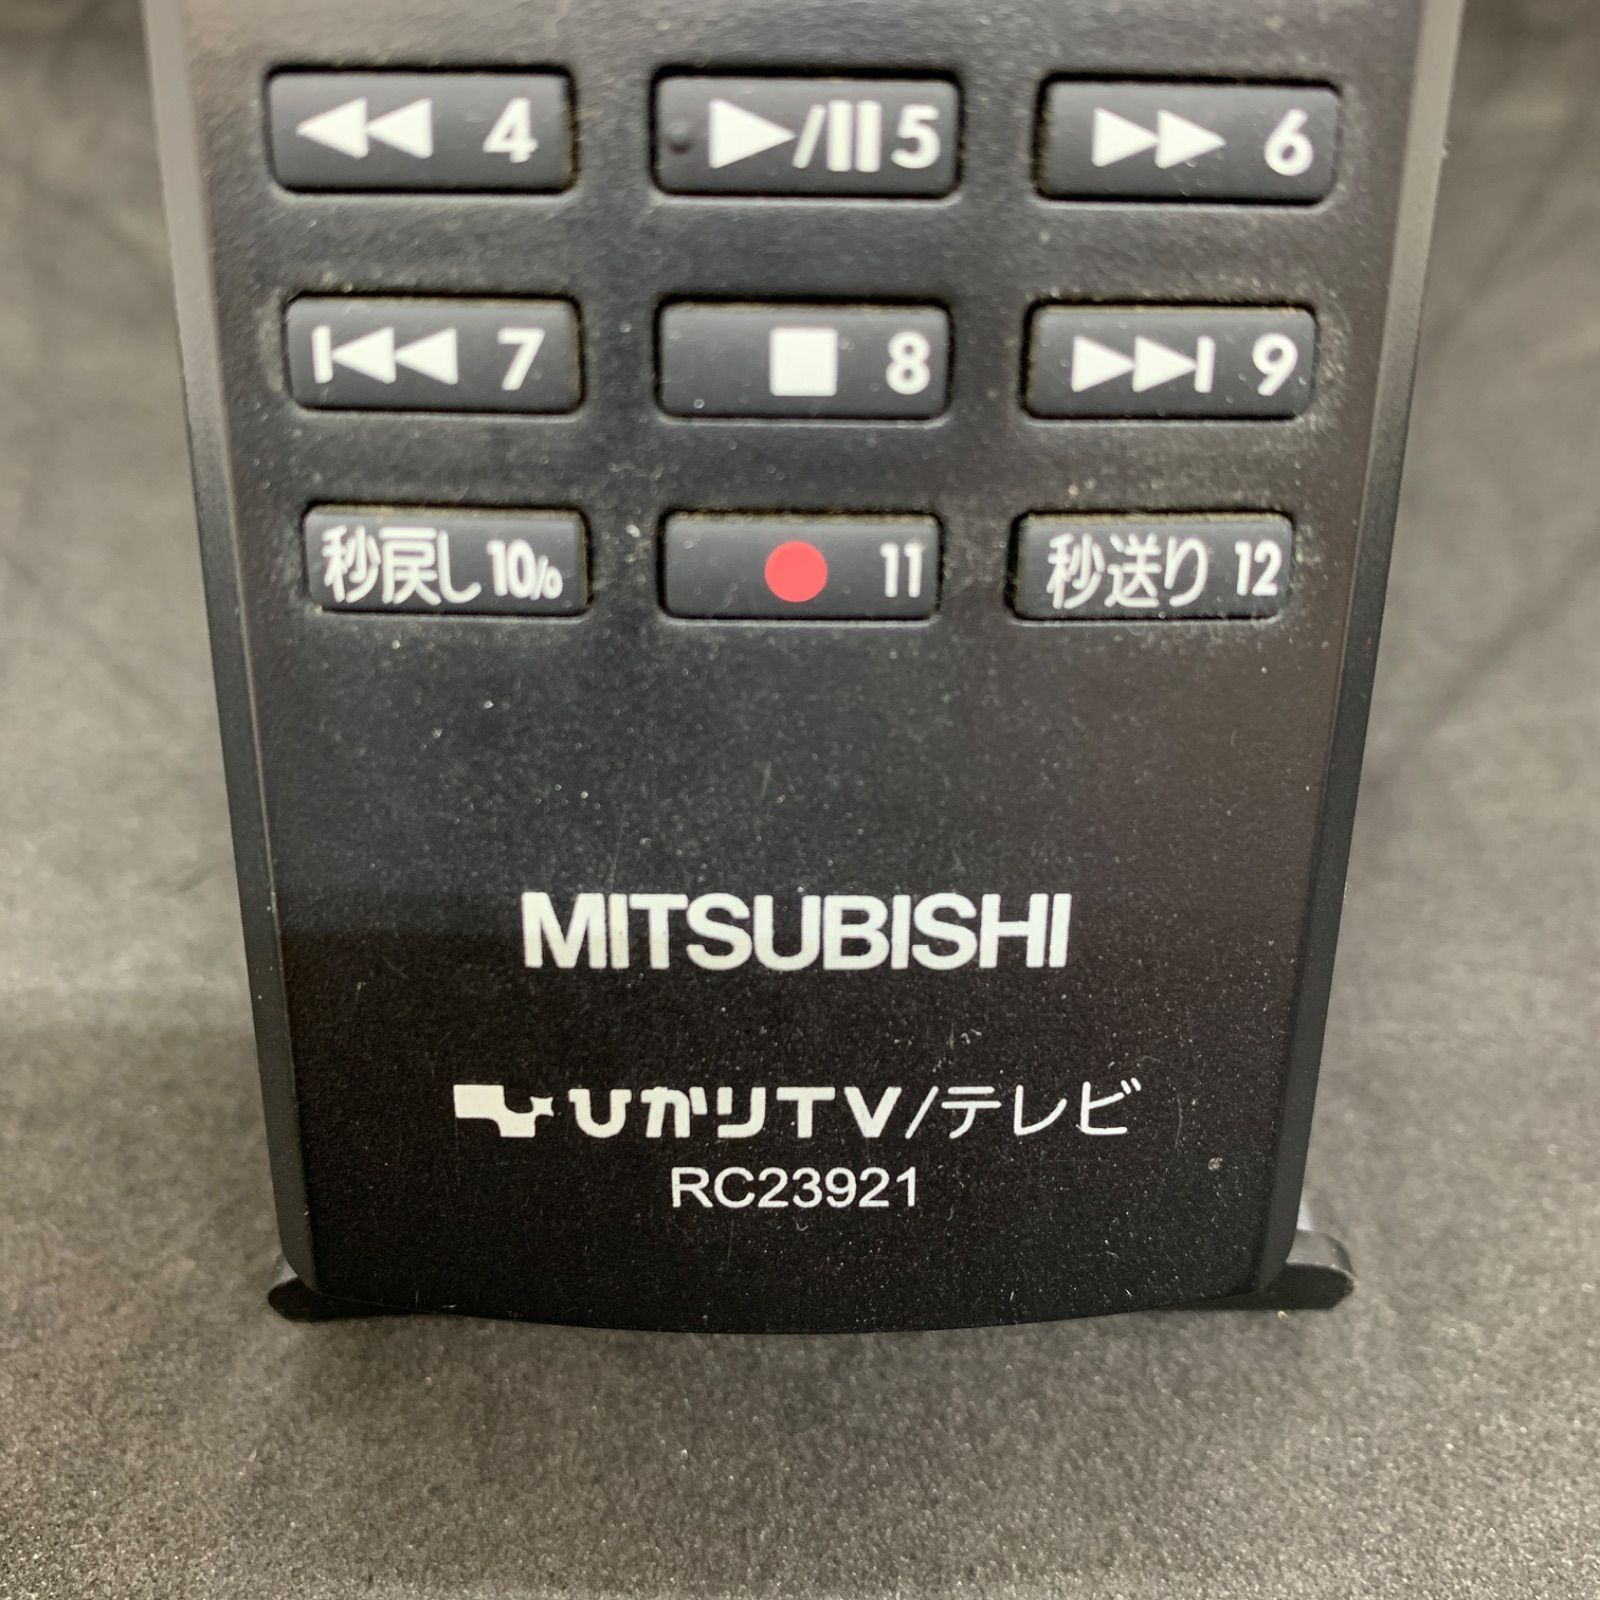 ◀◀ 4 ▶/❚❚ 5 ▶▶ 6
|◀◀ 7 ■ 8 ▶▶| 9
秒戻し 10/0 ● 11 秒送り 12
MITSUBISHI
ひかりTV/テレビ
RC23921